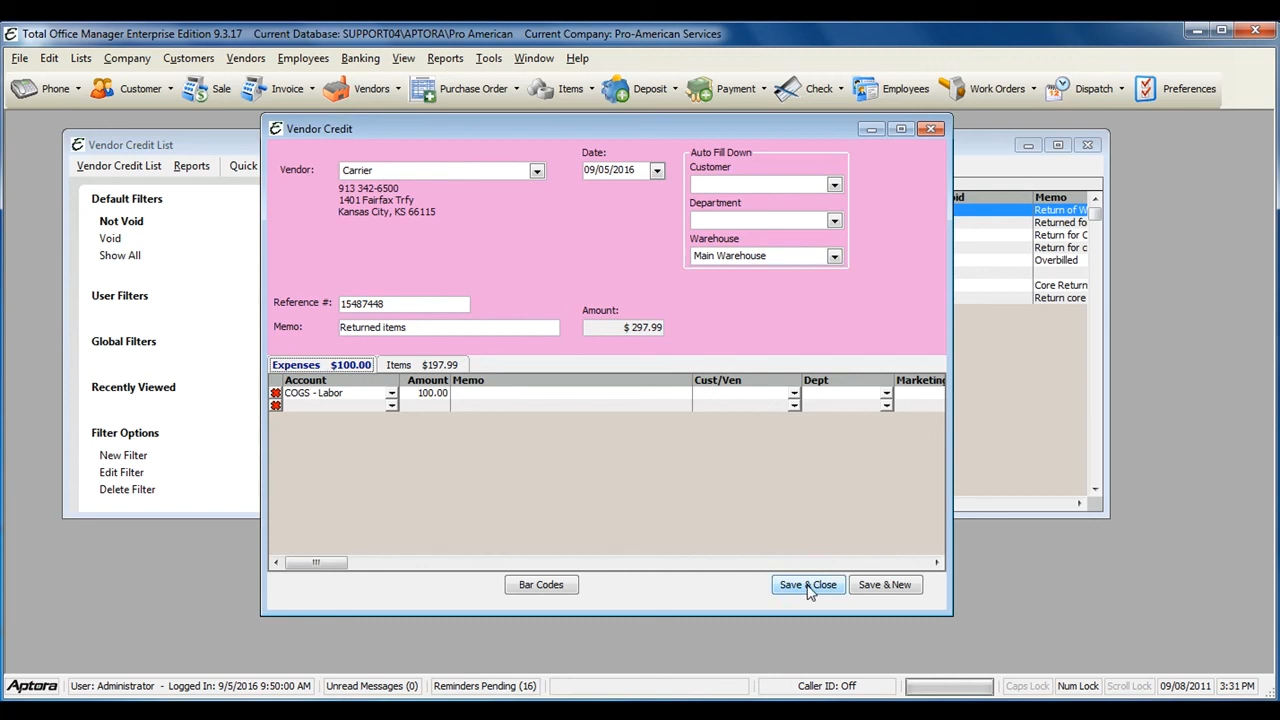 Total Office Manager Enterprise Edition 9.3.17 Current Database: SUPPORT04\APTORA\Pro American Current Company: Pro-American Services
File Edit Lists Company Customers Vendors Employees Banking View Reports Tools Window Help
Phone Customer Sale Invoice Vendors Purchase Order Items Deposit Payment Check Employees Work Orders Dispatch Preferences
Vendor Credit List
Vendor Credit List Reports Quick
Default Filters
Not Void
Void
Show All
User Filters
Global Filters
Recently Viewed
Filter Options
New Filter
Edit Filter
Delete Filter
Vendor Credit
Vendor: Carrier
913 342-6500
1401 Fairfax Trfy
Kansas City, KS 66115
Date:
09/05/2016
Auto Fill Down
Customer
Department
Warehouse
Main Warehouse
Reference #: 15487448
Memo: Returned items
Amount:
$ 297.99
Expenses $100.00 Items $197.99
Account Amount Memo Cust/Ven Dept Marketing
COGS - Labor 100.00
Bar Codes Save & Close Save & New
oid Memo
Return of W
Returned fo
Return for C
Return for c
Overbilled
Core Return
Return core
Aptora User: Administrator - Logged In: 9/5/2016 9:50:00 AM Unread Messages (0) Reminders Pending (16) Caller ID: Off Caps Lock Num Lock Scroll Lock 09/08/2011 3:31 PM